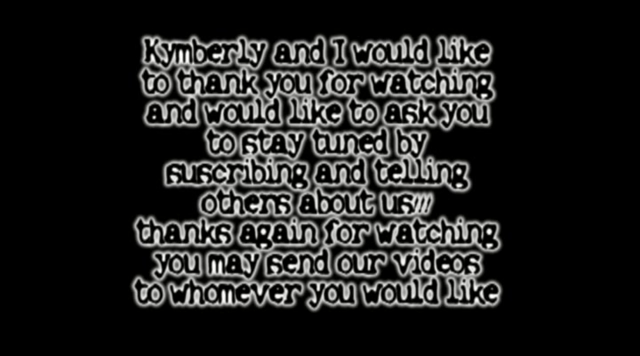 Kymberly and I would like
to thank you for watching
and would like to ask you
to stay tuned by
suscribing and telling
others about us!!!
thanks again for watching
you may send our videos
to whomever you would like